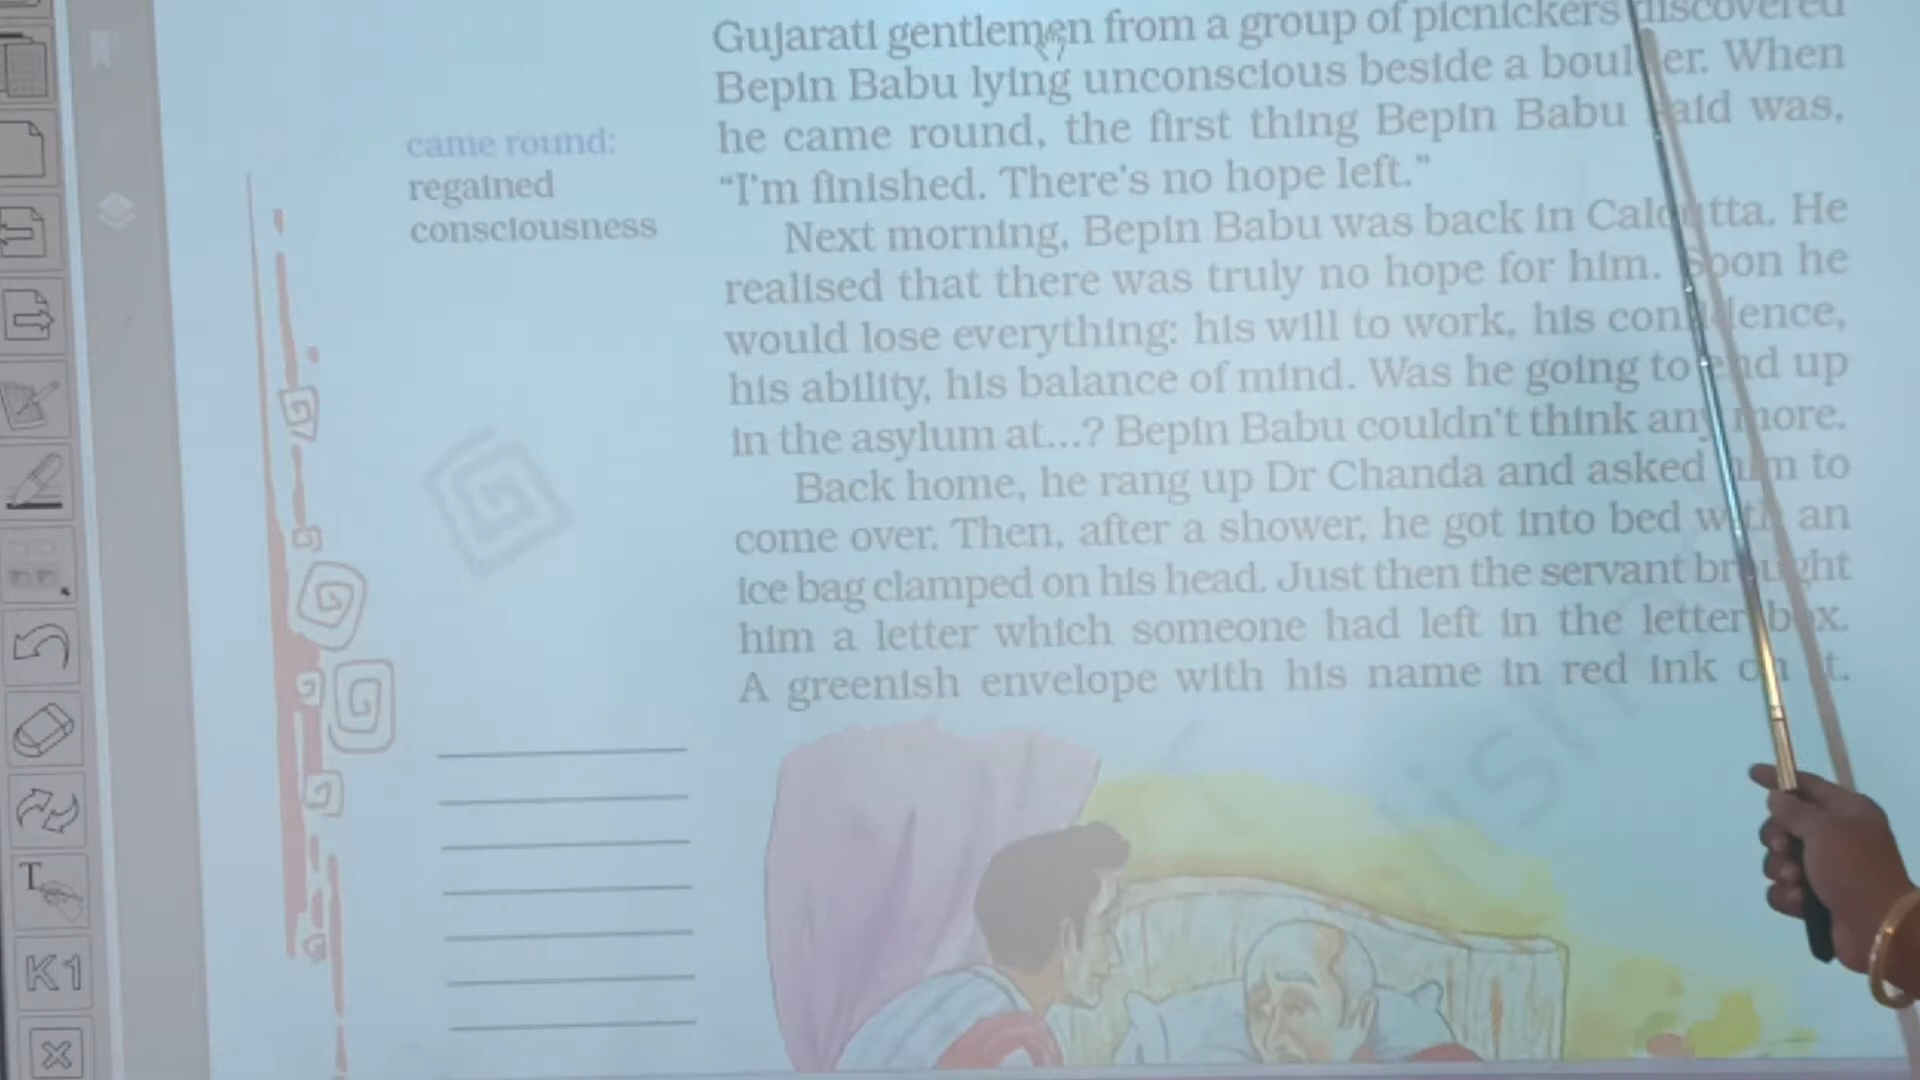 Gujarati gentlemen from a group of picnickers discovered
Bepin Babu lying unconscious beside a boulder. When
he came round, the first thing Bepin Babu said was,
“I'm finished. There's no hope left.”
came round:
regained
consciousness
Next morning, Bepin Babu was back in Calcutta. He
realised that there was truly no hope for him. Soon he
would lose everything: his will to work, his confidence,
his ability, his balance of mind. Was he going to end up
in the asylum at...? Bepin Babu couldn't think any more.
Back home, he rang up Dr Chanda and asked him to
come over. Then, after a shower, he got into bed with an
ice bag clamped on his head. Just then the servant brought
him a letter which someone had left in the letter box.
A greenish envelope with his name in red ink on it.
T
K1